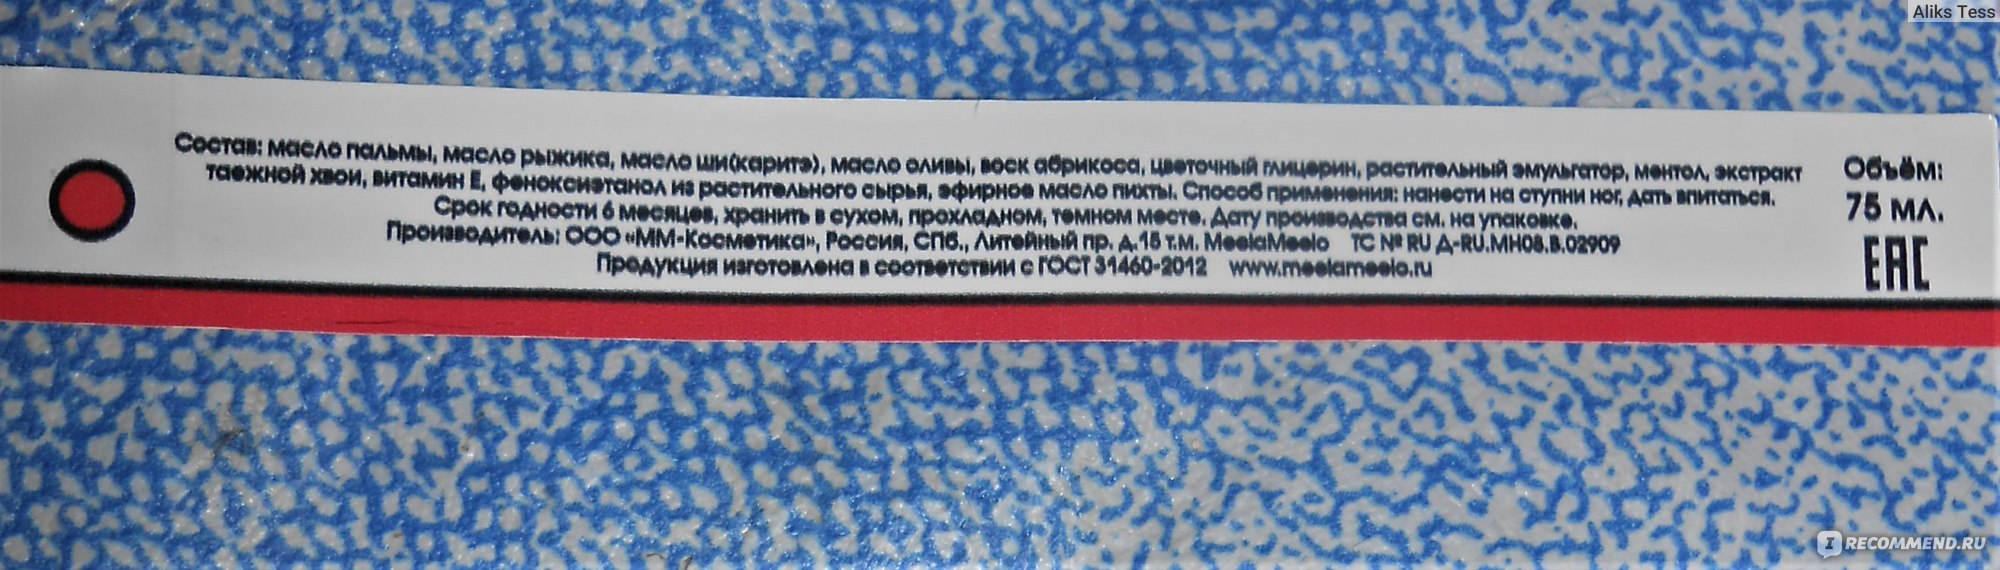 Aliks Tess
Состав: масло пальмы, масло рыжика, масло ши(каритэ), масло оливы, воск абрикоса, цветочный глицерин, растительный эмульгатор, ментол, экстракт
таежной хвои, витамин Е, феноксиэтанол из растительного сырья, эфирное масло пихты. Способ применения: нанести на ступни ног, дать впитаться.
Срок годности 6 месяцев, хранить в сухом, прохладном, темном месте. Дату производства см. на упаковке.
Производитель: ООО «ММ-Косметика», Россия, СПб., Литейный пр. д.15 т.м. MeelaMeelo ТС № RU Д-RU.МН08.В.02909
Продукция изготовлена в соответствии с ГОСТ 31460-2012 www.meelameelo.ru
Объём:
75 мл.
EAC
I RECOMMEND.RU